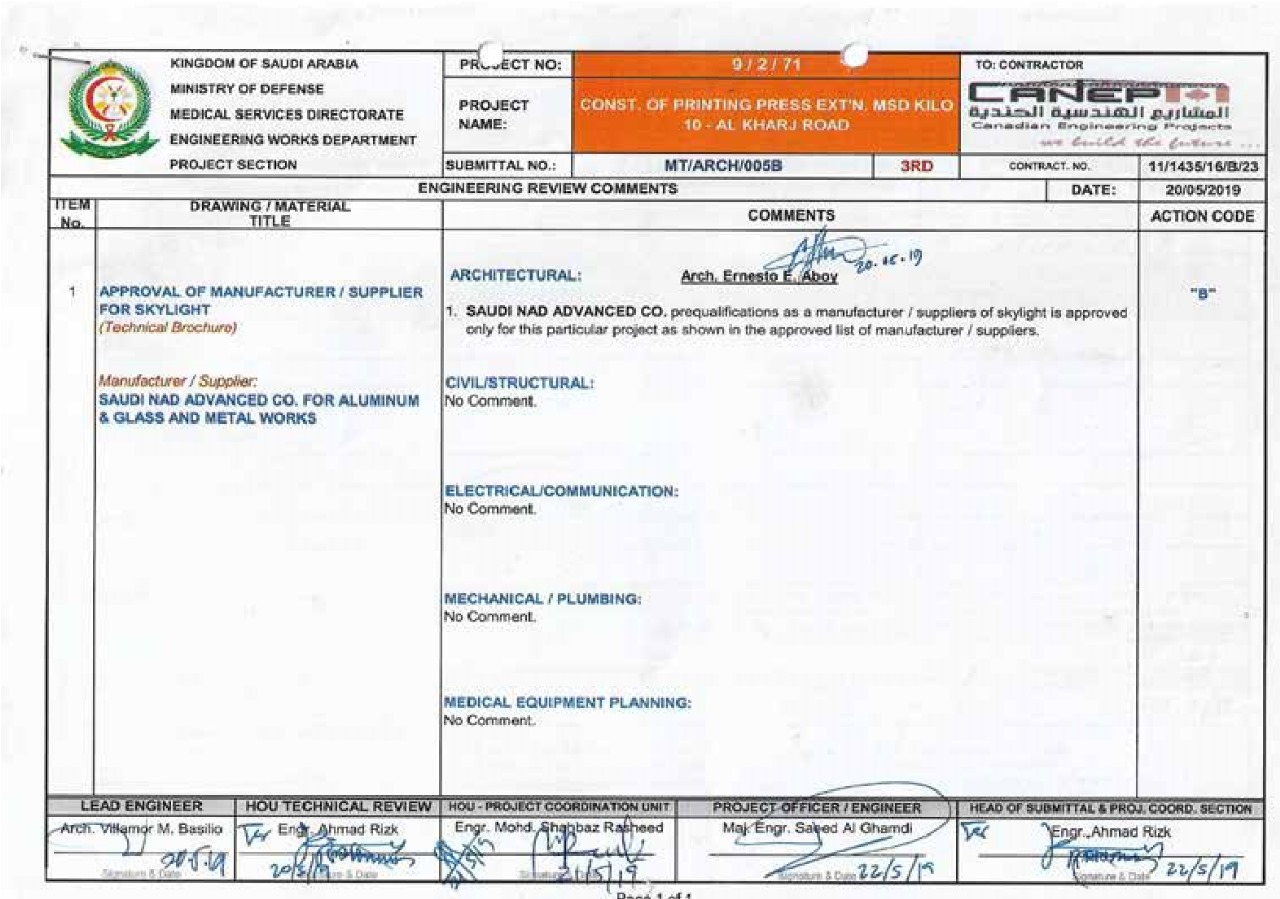 KINGDOM OF SAUDI ARABIA
MINISTRY OF DEFENSE
MEDICAL SERVICES DIRECTORATE
ENGINEERING WORKS DEPARTMENT
PROJECT SECTION
PROJECT NO:
9 / 2 / 71
PROJECT NAME:
CONST. OF PRINTING PRESS EXT'N. MSD KILO
10 - AL KHARJ ROAD
SUBMITTAL NO.:
MT/ARCH/005B
3RD
TO: CONTRACTOR
CANEP
المشاريع الهندسية الكندية
Canadian Engineering Projects
we build the future ...
CONTRACT. NO.
11/1435/16/B/23
ENGINEERING REVIEW COMMENTS
DATE:
20/05/2019
ITEM No.
DRAWING / MATERIAL
TITLE
COMMENTS
ACTION CODE
1
APPROVAL OF MANUFACTURER / SUPPLIER
FOR SKYLIGHT
(Technical Brochure)
Manufacturer / Supplier:
SAUDI NAD ADVANCED CO. FOR ALUMINUM
& GLASS AND METAL WORKS
20.05.19
ARCHITECTURAL: Arch. Ernesto E. Aboy
1. SAUDI NAD ADVANCED CO. prequalifications as a manufacturer / suppliers of skylight is approved
only for this particular project as shown in the approved list of manufacturer / suppliers.
"B"
CIVIL/STRUCTURAL:
No Comment.
ELECTRICAL/COMMUNICATION:
No Comment.
MECHANICAL / PLUMBING:
No Comment.
MEDICAL EQUIPMENT PLANNING:
No Comment.
LEAD ENGINEER
Arch. Villamor M. Basilio
20.5.19
Signature & Date
HOU TECHNICAL REVIEW
Engr. Ahmad Rizk
20/5/19
Signature & Date
HOU - PROJECT COORDINATION UNIT
Engr. Mohd. Shahbaz Rasheed
21/5/19
Signature & Date
PROJECT OFFICER / ENGINEER
Maj. Engr. Saeed Al Ghamdi
Signature & Date 22/5/19
HEAD OF SUBMITTAL & PROJ. COORD. SECTION
Engr. Ahmad Rizk
Signature & Date 22/5/19
Page 1 of 1